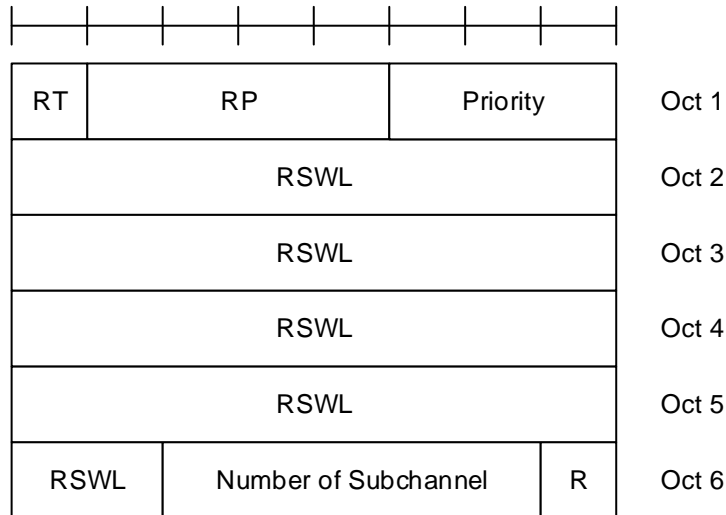 RT RP Priority Oct 1
RSWL Oct 2
RSWL Oct 3
RSWL Oct 4
RSWL Oct 5
RSWL Number of Subchannel R Oct 6